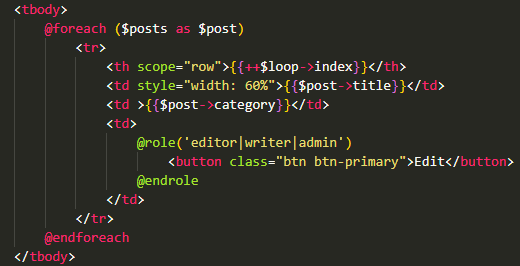 <tbody>
@foreach ($posts as $post)
<tr>
<th scope="row">{{++$loop->index}}</th>
<td style="width: 60%">{{$post->title}}</td>
<td >{{$post->category}}</td>
<td>
@role('editor|writer|admin')
<button class="btn btn-primary">Edit</button>
@endrole
</td>
</tr>
@endforeach
</tbody>